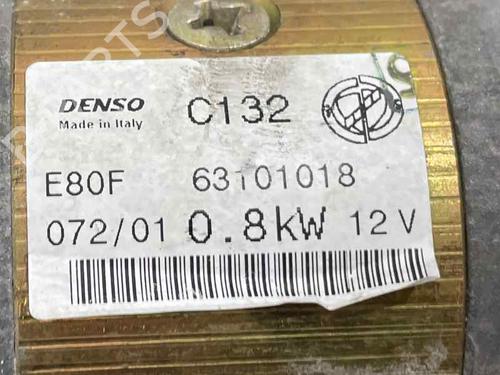 DENSO C132
Made in Italy
E80F 63101018
072/01 0.8kW 12 V